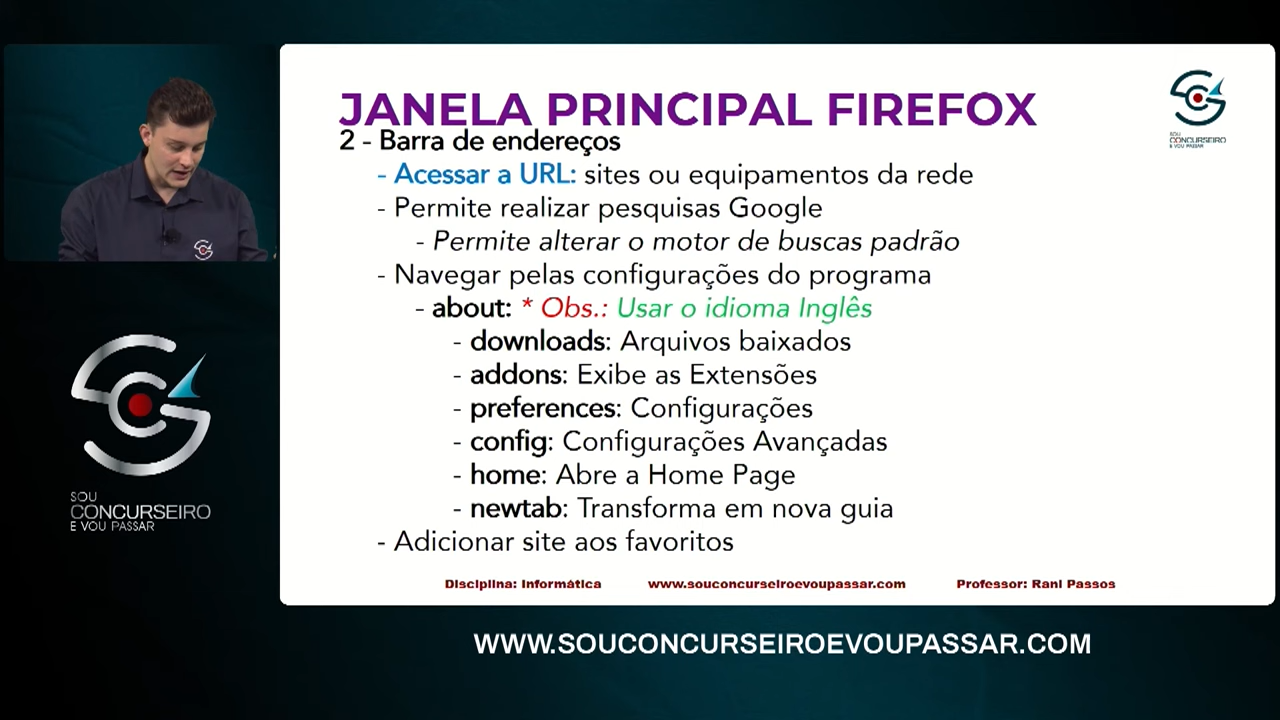 JANELA PRINCIPAL FIREFOX
2 - Barra de endereços
- Acessar a URL: sites ou equipamentos da rede
- Permite realizar pesquisas Google
- Permite alterar o motor de buscas padrão
- Navegar pelas configurações do programa
- about: * Obs.: Usar o idioma Inglês
- downloads: Arquivos baixados
- addons: Exibe as Extensões
- preferences: Configurações
- config: Configurações Avançadas
- home: Abre a Home Page
- newtab: Transforma em nova guia
- Adicionar site aos favoritos
Disciplina: Informática www.souconcurseiroevoupassar.com Professor: Rani Passos
SOU
CONCURSEIRO
E VOU PASSAR
SOU
CONCURSEIRO
E VOU PASSAR
WWW.SOUCONCURSEIROEVOUPASSAR.COM